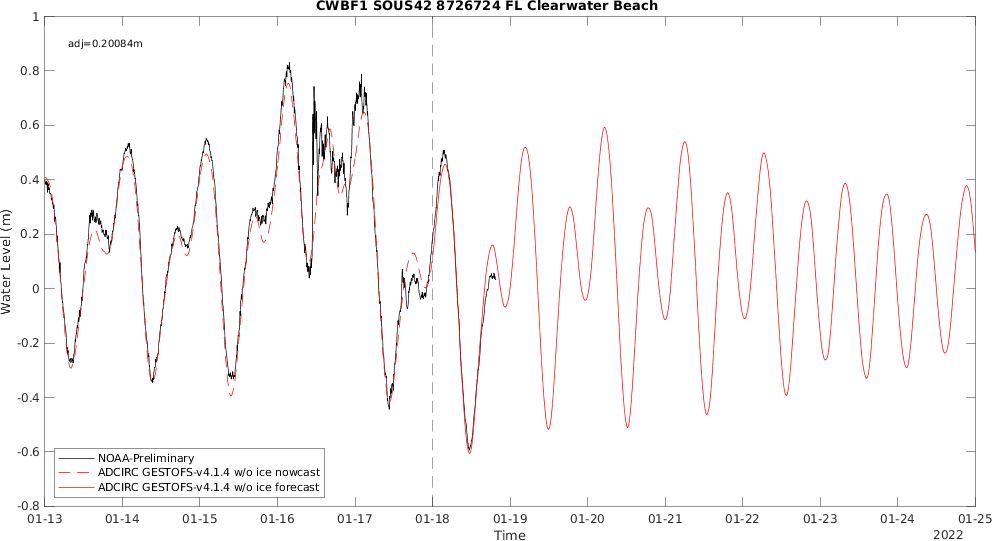 CWBF1 SOUS42 8726724 FL Clearwater Beach
adj=0.20084m
Water Level (m)
1
0.8
0.6
0.4
0.2
0
-0.2
-0.4
-0.6
-0.8
NOAA-Preliminary
ADCIRC GESTOFS-v4.1.4 w/o ice nowcast
ADCIRC GESTOFS-v4.1.4 w/o ice forecast
01-13 01-14 01-15 01-16 01-17 01-18 01-19 01-20 01-21 01-22 01-23 01-24 01-25
Time
2022